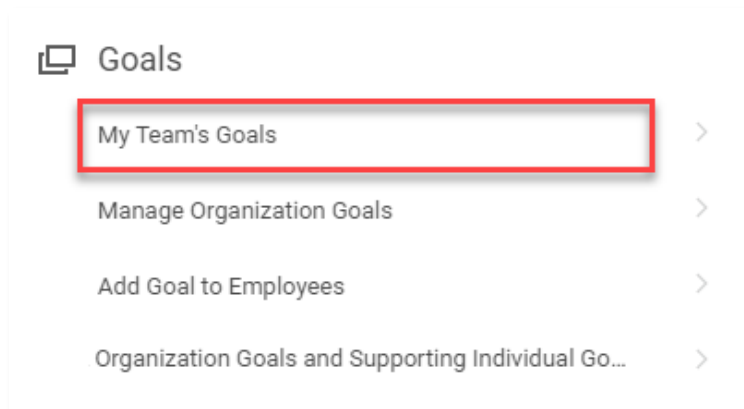 Goals
My Team's Goals
Manage Organization Goals
Add Goal to Employees
Organization Goals and Supporting Individual Go...